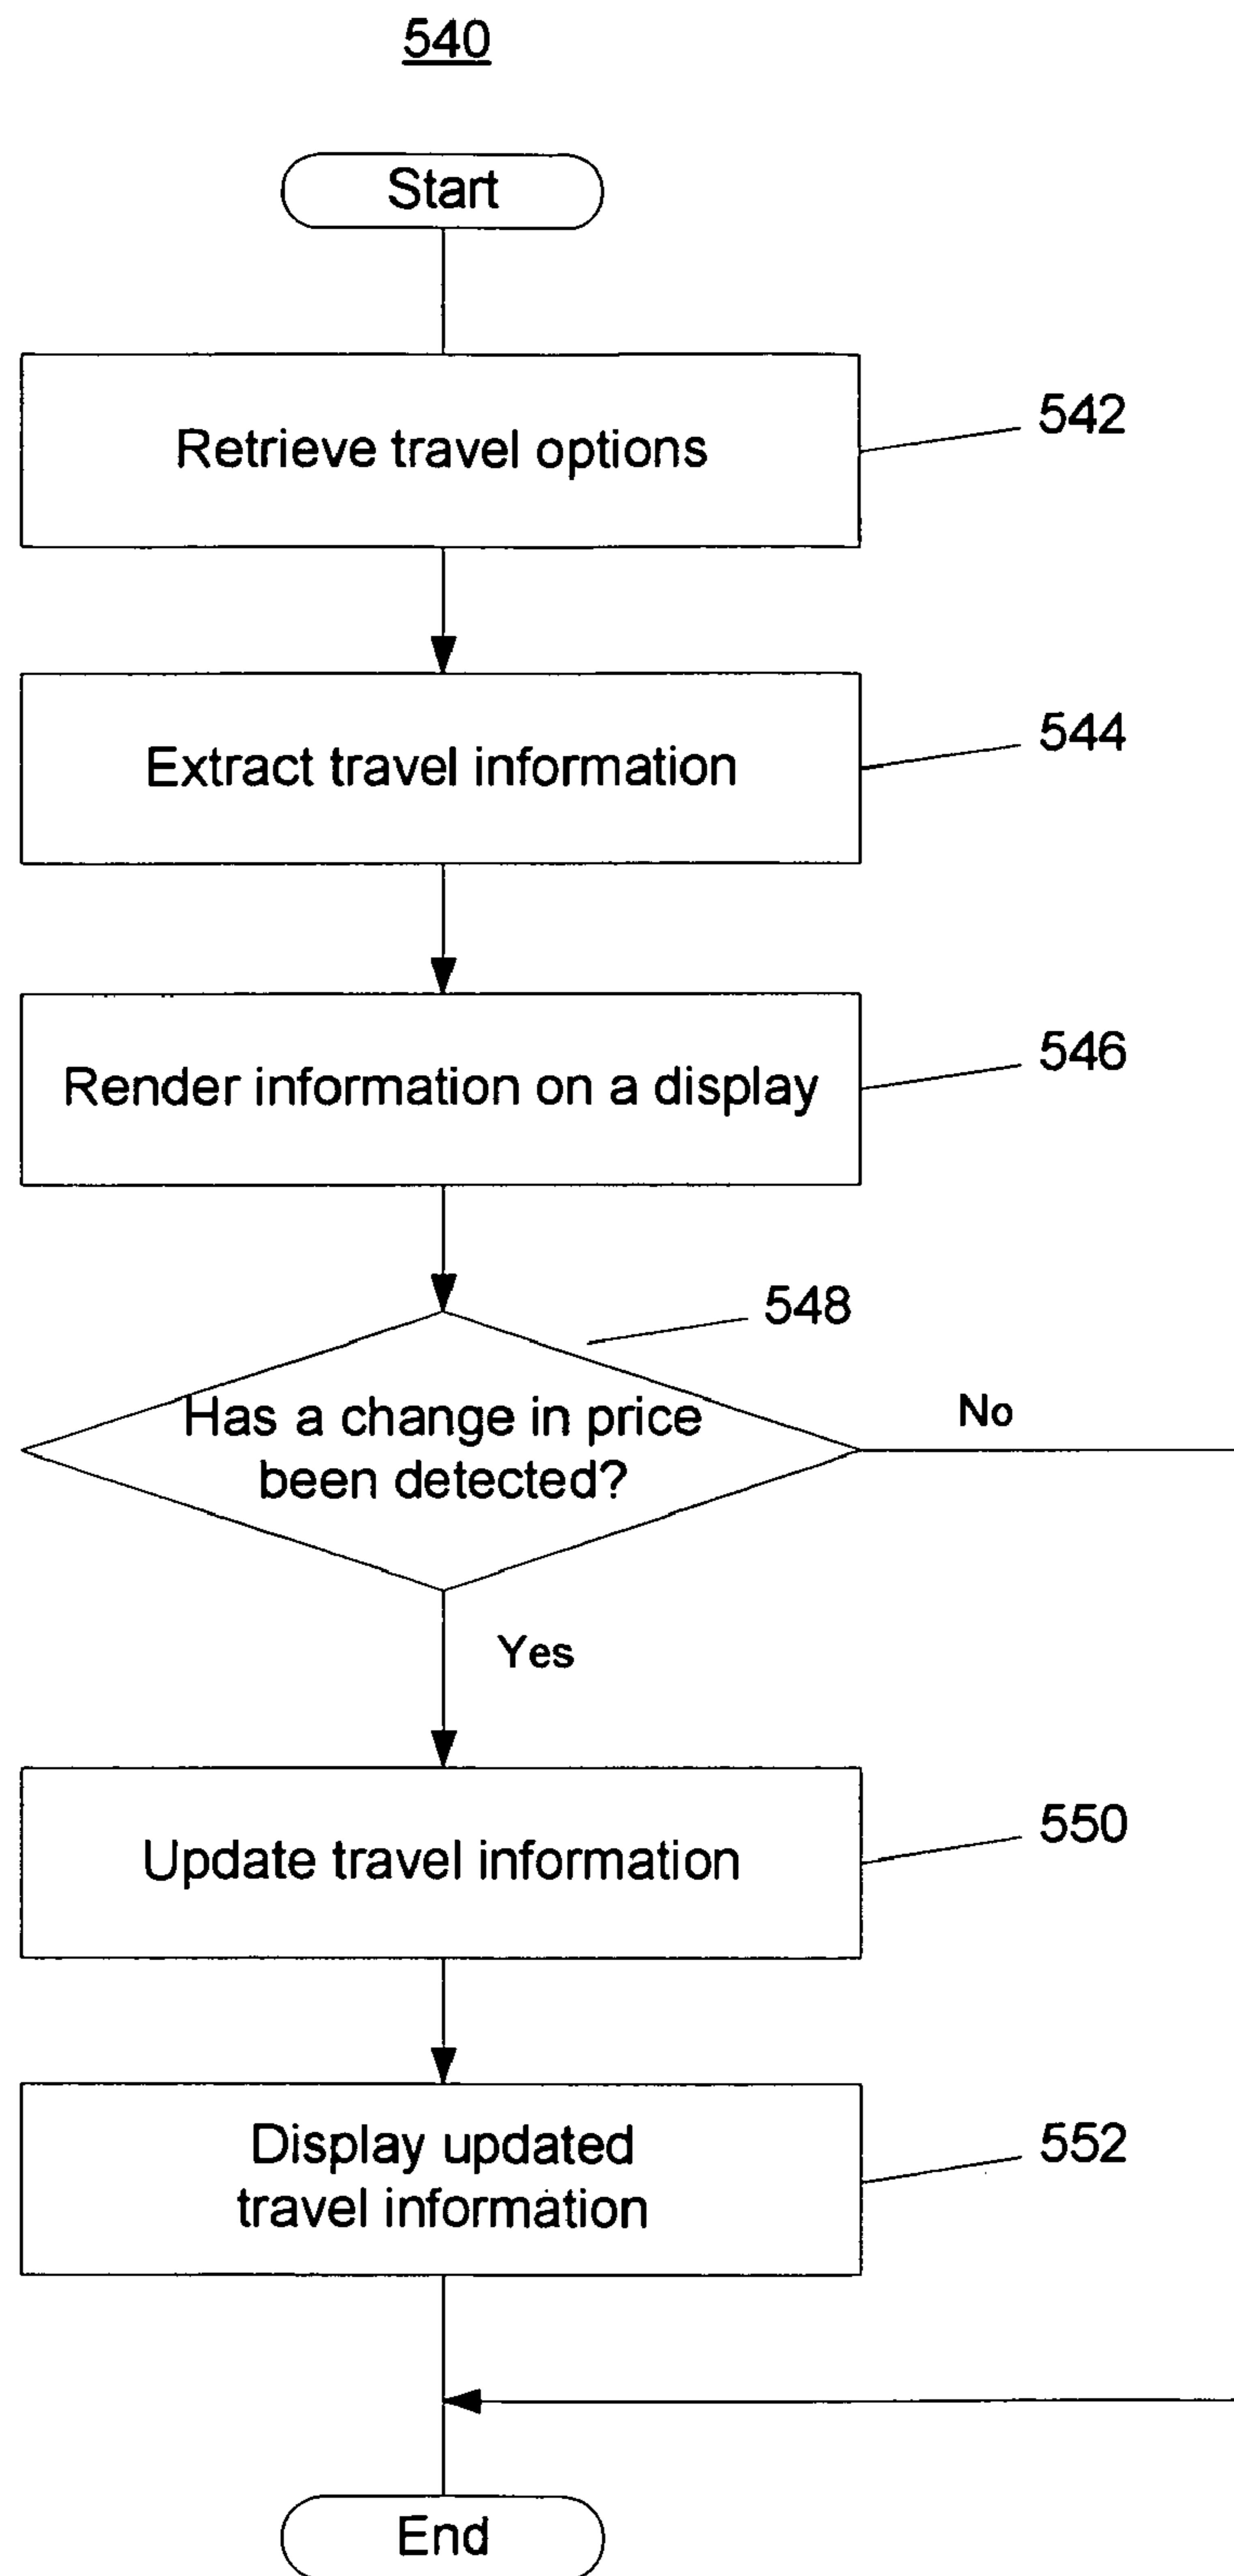 540
Start
Retrieve travel options
542
Extract travel information
544
Render information on a display
546
548
Has a change in price
been detected?
No
Yes
Update travel information
550
Display updated
travel information
552
End